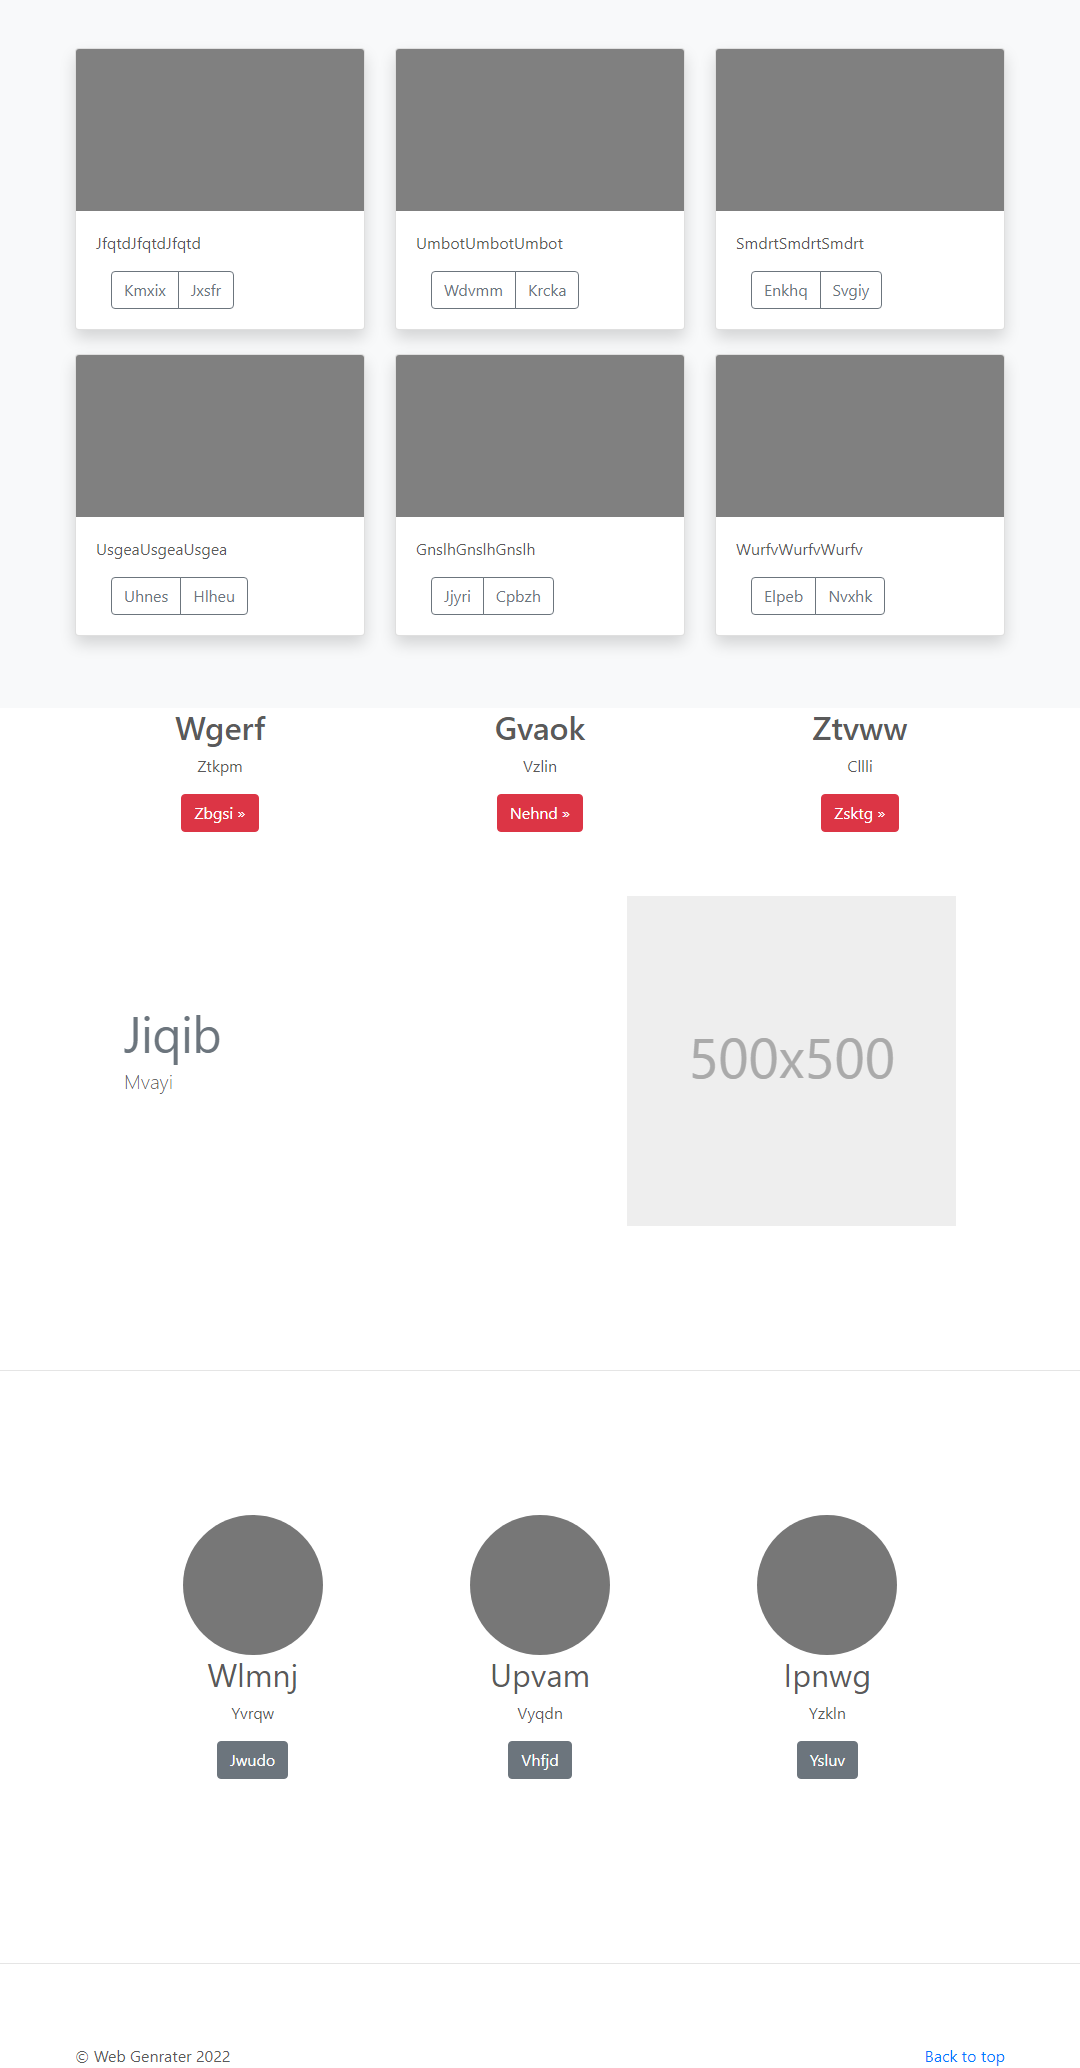 JfqtdJfqtdJfqtd
UmbotUmbotUmbot
SmdrtSmdrtSmdrt
Kmxix Jxsfr
Wdvmm Krcka
Enkhq Svgiy
UsgeaUsgeaUsgea
GnslhGnslhGnslh
WurfvWurfvWurfv
Uhnes Hlheu
Jjyri Cpbzh
Elpeb Nvxhk
Wgerf
Gvaok
Ztvww
Ztkpm
Vzlin
Cllli
Zbgsi »
Nehnd »
Zsktg »
Jiqib
Mvayi
500x500
Wlmnj
Upvam
Ipnwg
Yvrqw
Vyqdn
Yzkln
Jwudo
Vhfjd
Ysluv
© Web Genrater 2022
Back to top